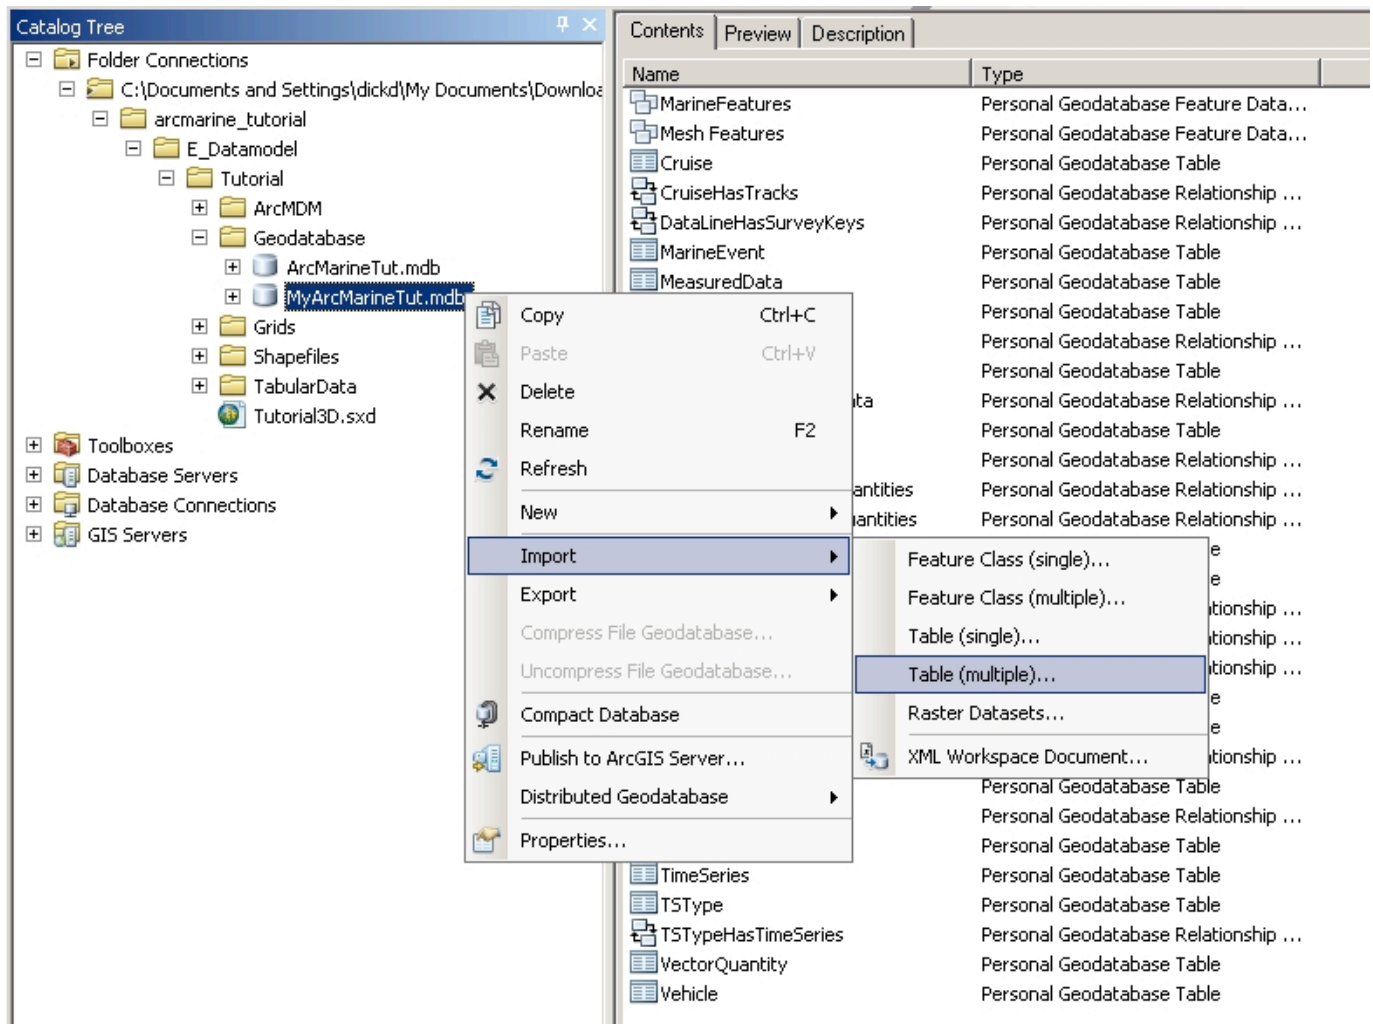 Catalog Tree
Folder Connections
C:\Documents and Settings\dickd\My Documents\Downloa
arcmarine_tutorial
E_Datamodel
Tutorial
ArcMDM
Geodatabase
ArcMarineTut.mdb
MyArcMarineTut.mdb
Grids
Shapefiles
TabularData
Tutorial3D.sxd
Toolboxes
Database Servers
Database Connections
GIS Servers
Copy Ctrl+C
Paste Ctrl+V
Delete
Rename F2
Refresh
New
Import
Export
Compress File Geodatabase...
Uncompress File Geodatabase...
Compact Database
Publish to ArcGIS Server...
Distributed Geodatabase
Properties...
Feature Class (single)...
Feature Class (multiple)...
Table (single)...
Table (multiple)...
Raster Datasets...
XML Workspace Document...
Contents Preview Description
Name Type
MarineFeatures Personal Geodatabase Feature Data...
Mesh Features Personal Geodatabase Feature Data...
Cruise Personal Geodatabase Table
CruiseHasTracks Personal Geodatabase Relationship ...
DataLineHasSurveyKeys Personal Geodatabase Relationship ...
MarineEvent Personal Geodatabase Table
MeasuredData Personal Geodatabase Table
Personal Geodatabase Table
Personal Geodatabase Relationship ...
Personal Geodatabase Table
ata Personal Geodatabase Relationship ...
Personal Geodatabase Table
Personal Geodatabase Relationship ...
antities Personal Geodatabase Relationship ...
antities Personal Geodatabase Relationship ...
e
e
tionship ...
tionship ...
tionship ...
e
e
tionship ...
Personal Geodatabase Table
Personal Geodatabase Relationship ...
Personal Geodatabase Table
TimeSeries Personal Geodatabase Table
TSType Personal Geodatabase Table
TSTypeHasTimeSeries Personal Geodatabase Relationship ...
VectorQuantity Personal Geodatabase Table
Vehicle Personal Geodatabase Table